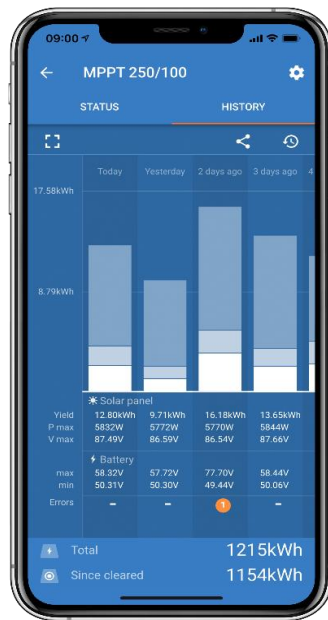 09:00
MPPT 250/100
STATUS HISTORY
Today Yesterday 2 days ago 3 days ago 4
17.58kWh
8.79kWh
Solar panel
Yield 12.80kWh 9.71kWh 16.18kWh 13.65kWh
P max 5832W 5772W 5770W 5844W
V max 87.49V 86.59V 86.54V 87.66V
Battery
max 58.32V 57.72V 77.70V 58.44V
min 50.31V 50.30V 49.44V 50.06V
Errors – – 1 –
Total 1215kWh
Since cleared 1154kWh